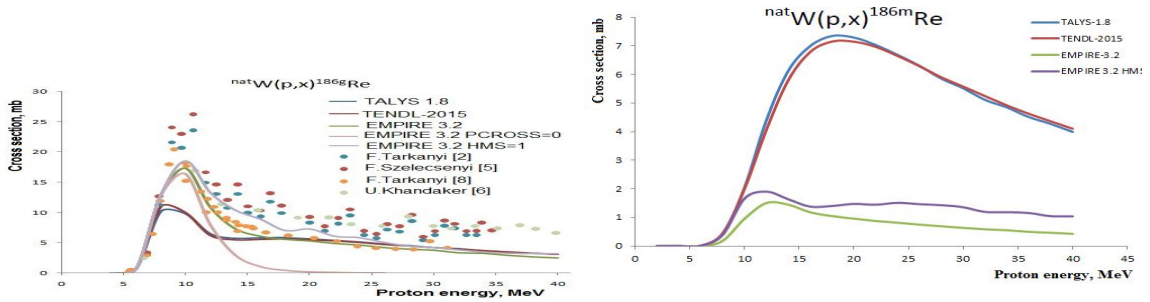 natW(p,x)186gRe
Cross section, mb
30
25
20
15
10
5
0
TALYS 1.8
TENDL-2015
EMPIRE 3.2
EMPIRE 3.2 PCROSS=0
EMPIRE 3.2 HMS=1
F.Tarkanyi [2]
F.Szelecsenyi [5]
F.Tarkanyi [8]
U.Khandaker [6]
0 5 10 15 20 25 30 35 40
Proton energy, MeV
natW(p,x)186mRe
Cross section, mb
8
7
6
5
4
3
2
1
0
TALYS-1.8
TENDL-2015
EMPIRE-3.2
EMPIRE 3.2 HMS
0 5 10 15 20 25 30 35 40 45
Proton energy, MeV